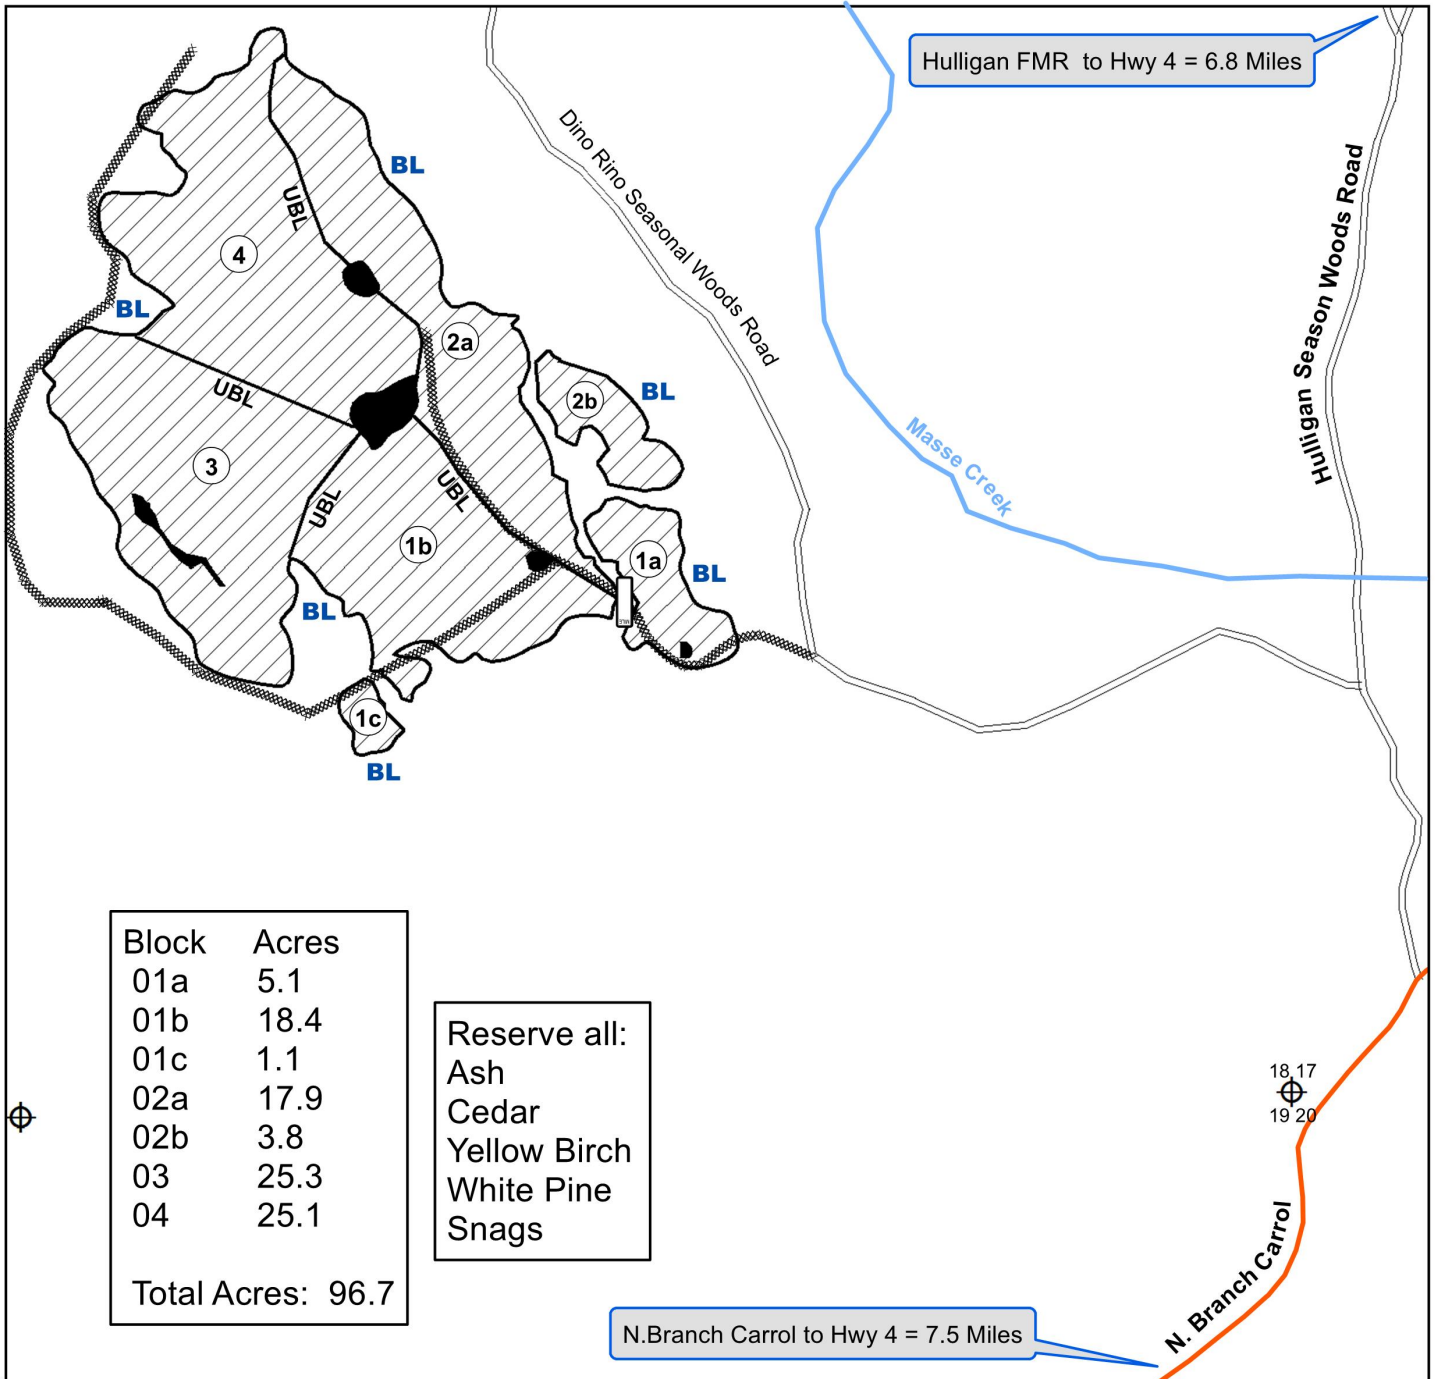 Hulligan FMR to Hwy 4 = 6.8 Miles
Dino Rino Seasonal Woods Road
Hulligan Season Woods Road
Masse Creek
BL
UBL
4
BL
2a
UBL
2b
BL
3
UBL
UBL
1b
1a
BL
BL
1c
BL
Block Acres
01a 5.1
01b 18.4
01c 1.1
02a 17.9
02b 3.8
03 25.3
04 25.1
Total Acres: 96.7
Reserve all:
Ash
Cedar
Yellow Birch
White Pine
Snags
18 17
19 20
N. Branch Carrol
N.Branch Carrol to Hwy 4 = 7.5 Miles